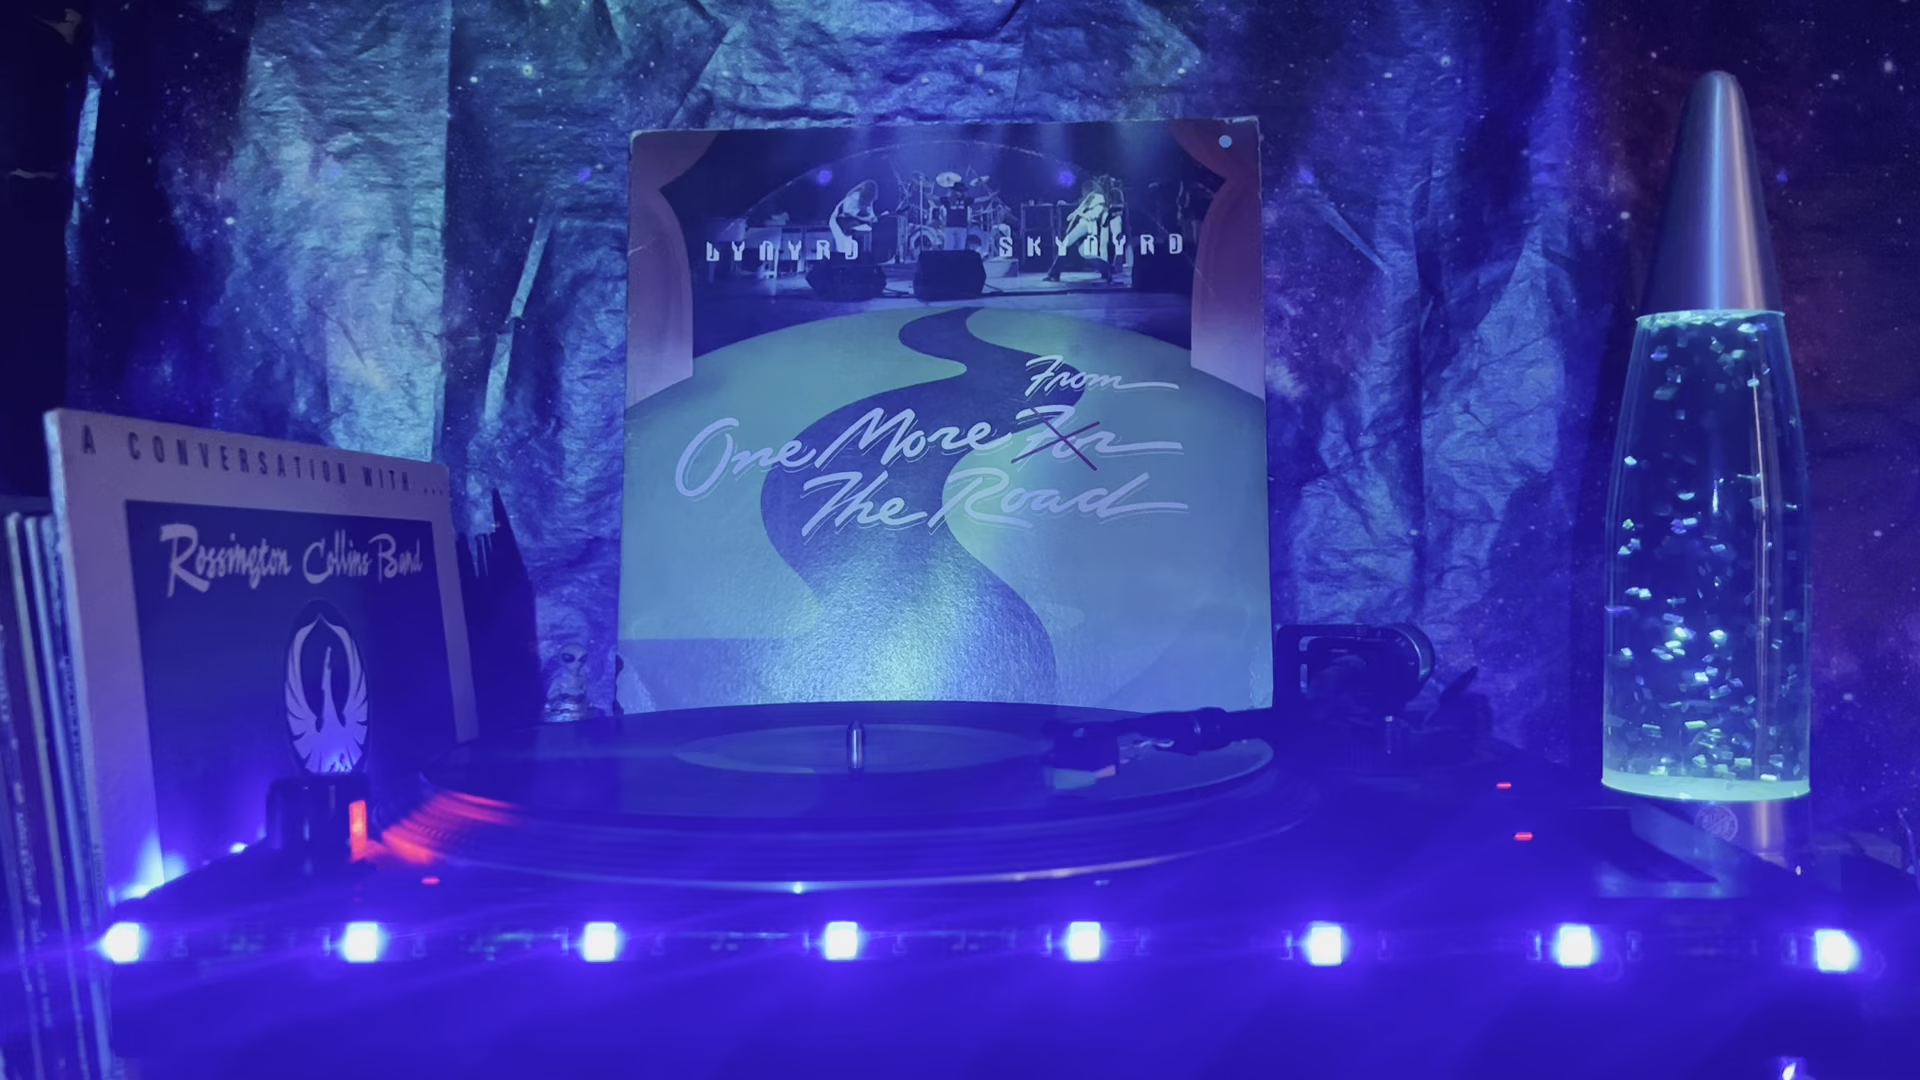 LYNYRD SKYNYRD
From
One More For
The Road
A CONVERSATION WITH...
Rossington Collins Band